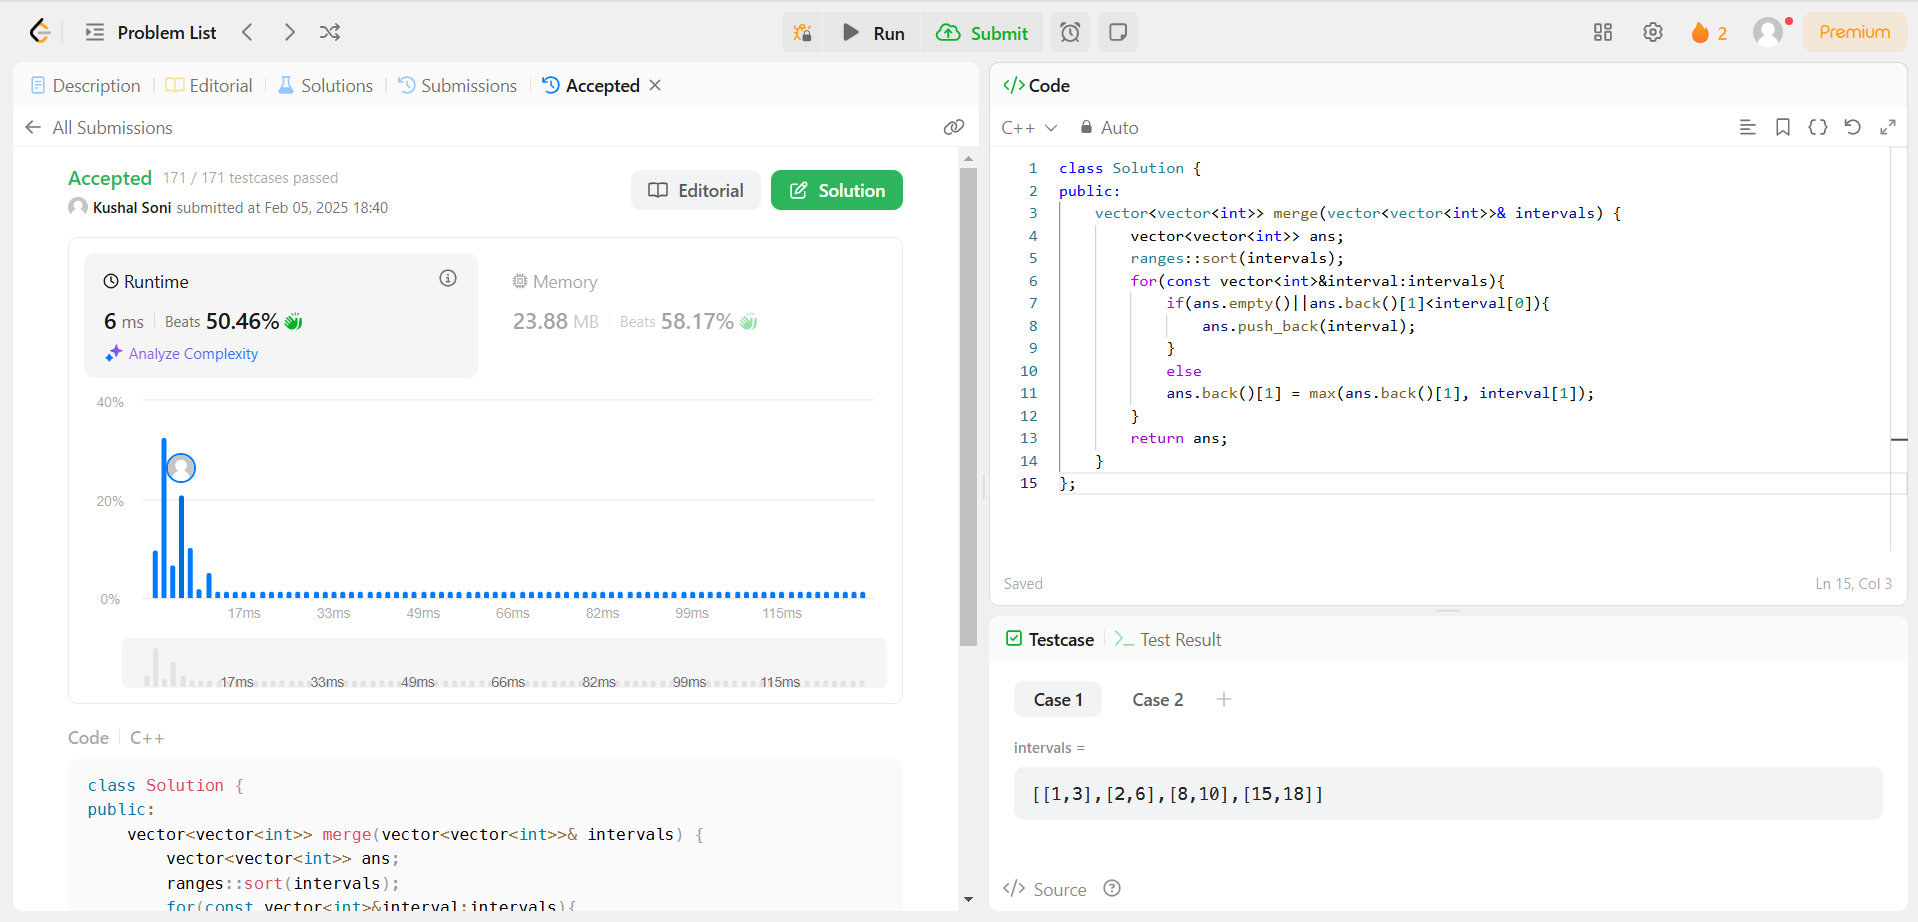 Problem List
Run
Submit
2
Premium
Description
Editorial
Solutions
Submissions
Accepted
All Submissions
Accepted 171 / 171 testcases passed
Kushal Soni submitted at Feb 05, 2025 18:40
Editorial
Solution
Runtime
6 ms Beats 50.46%
Analyze Complexity
Memory
23.88 MB Beats 58.17%
40%
20%
0%
17ms 33ms 49ms 66ms 82ms 99ms 115ms
17ms 33ms 49ms 66ms 82ms 99ms 115ms
Code C++
class Solution {
public:
    vector<vector<int>> merge(vector<vector<int>>& intervals) {
        vector<vector<int>> ans;
        ranges::sort(intervals);
        for(const vector<int>&interval:intervals){
</> Code
C++ Auto
1 class Solution {
2 public:
3     vector<vector<int>> merge(vector<vector<int>>& intervals) {
4         vector<vector<int>> ans;
5         ranges::sort(intervals);
6         for(const vector<int>&interval:intervals){
7             if(ans.empty()||ans.back()[1]<interval[0]){
8                 ans.push_back(interval);
9             }
10             else
11             ans.back()[1] = max(ans.back()[1], interval[1]);
12         }
13         return ans;
14     }
15 };
Saved
Ln 15, Col 3
Testcase
Test Result
Case 1
Case 2
intervals =
[[1,3],[2,6],[8,10],[15,18]]
</> Source